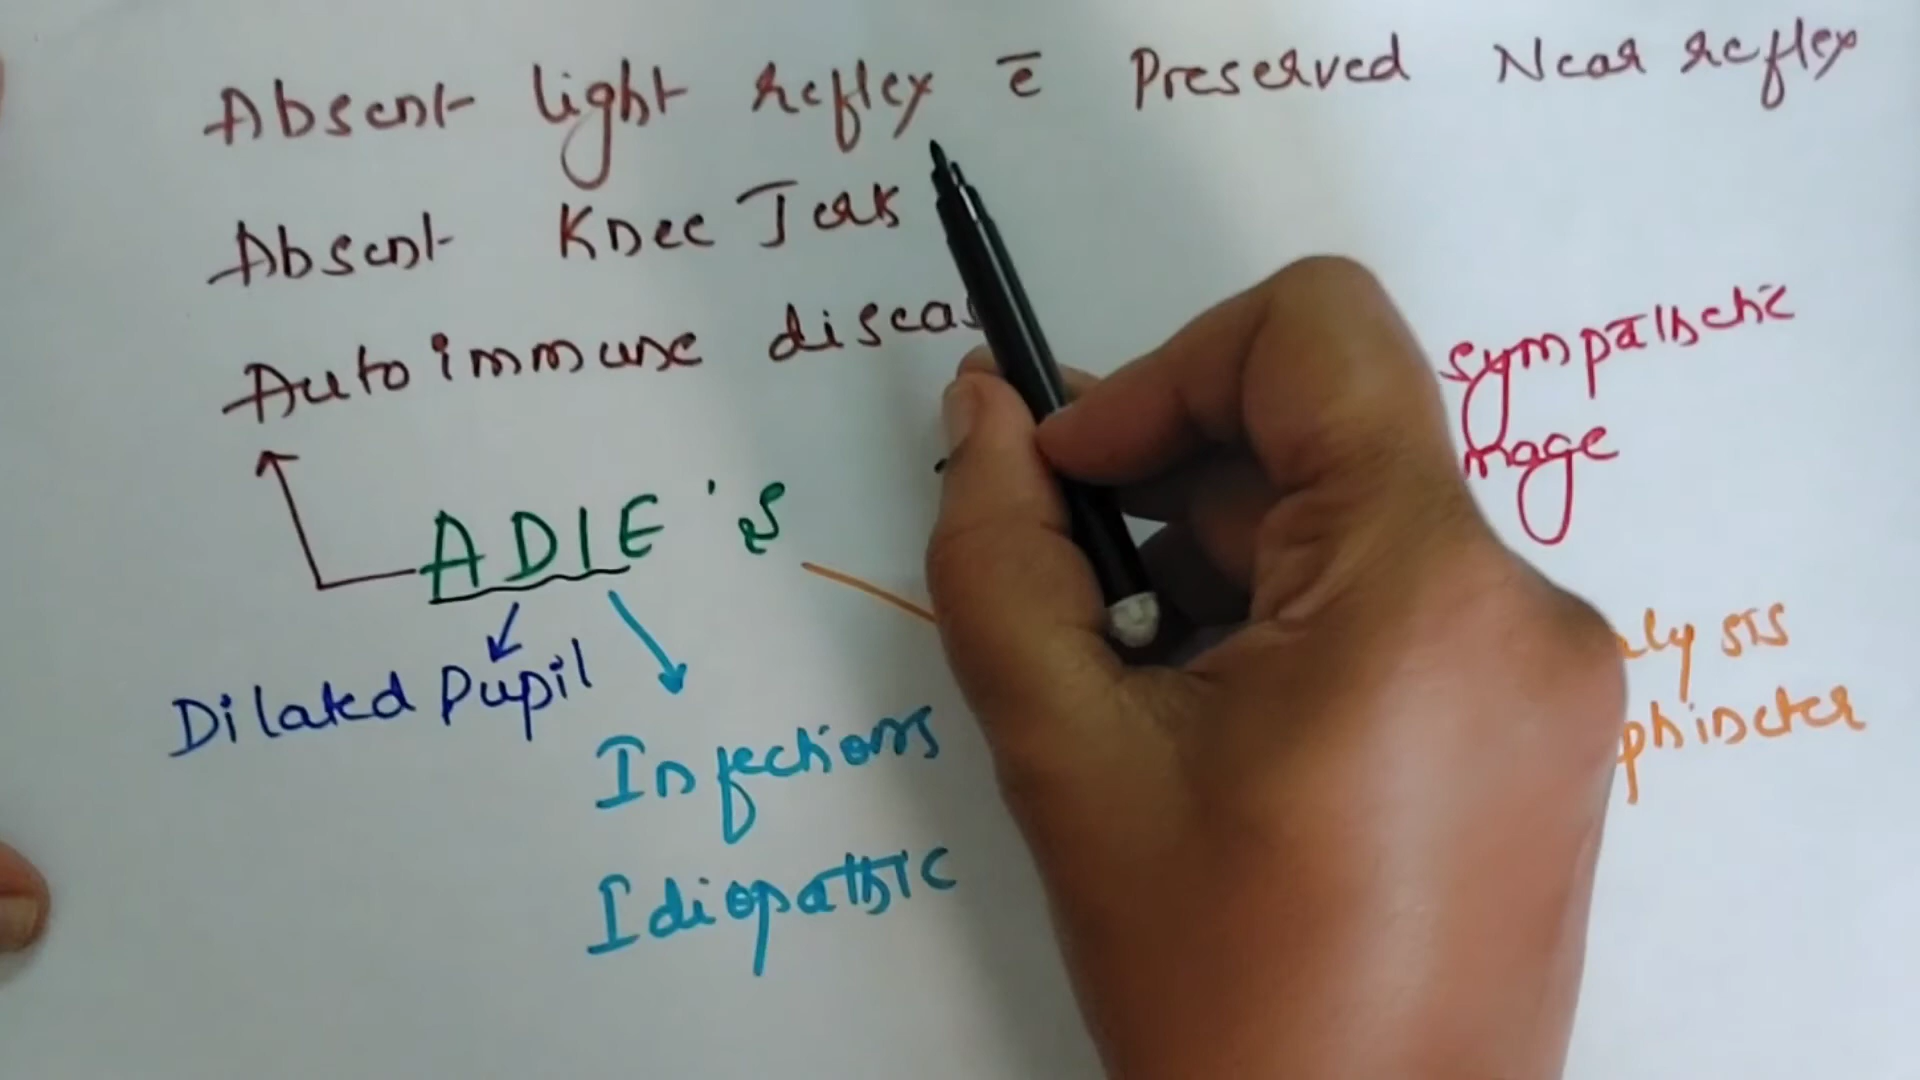 Absent light reflex c̄ Preserved Near reflex
Absent Knee Jerk
Autoimmune
sympathetic
ADIE's
Dilated Pupil
Infections
Idiopathic